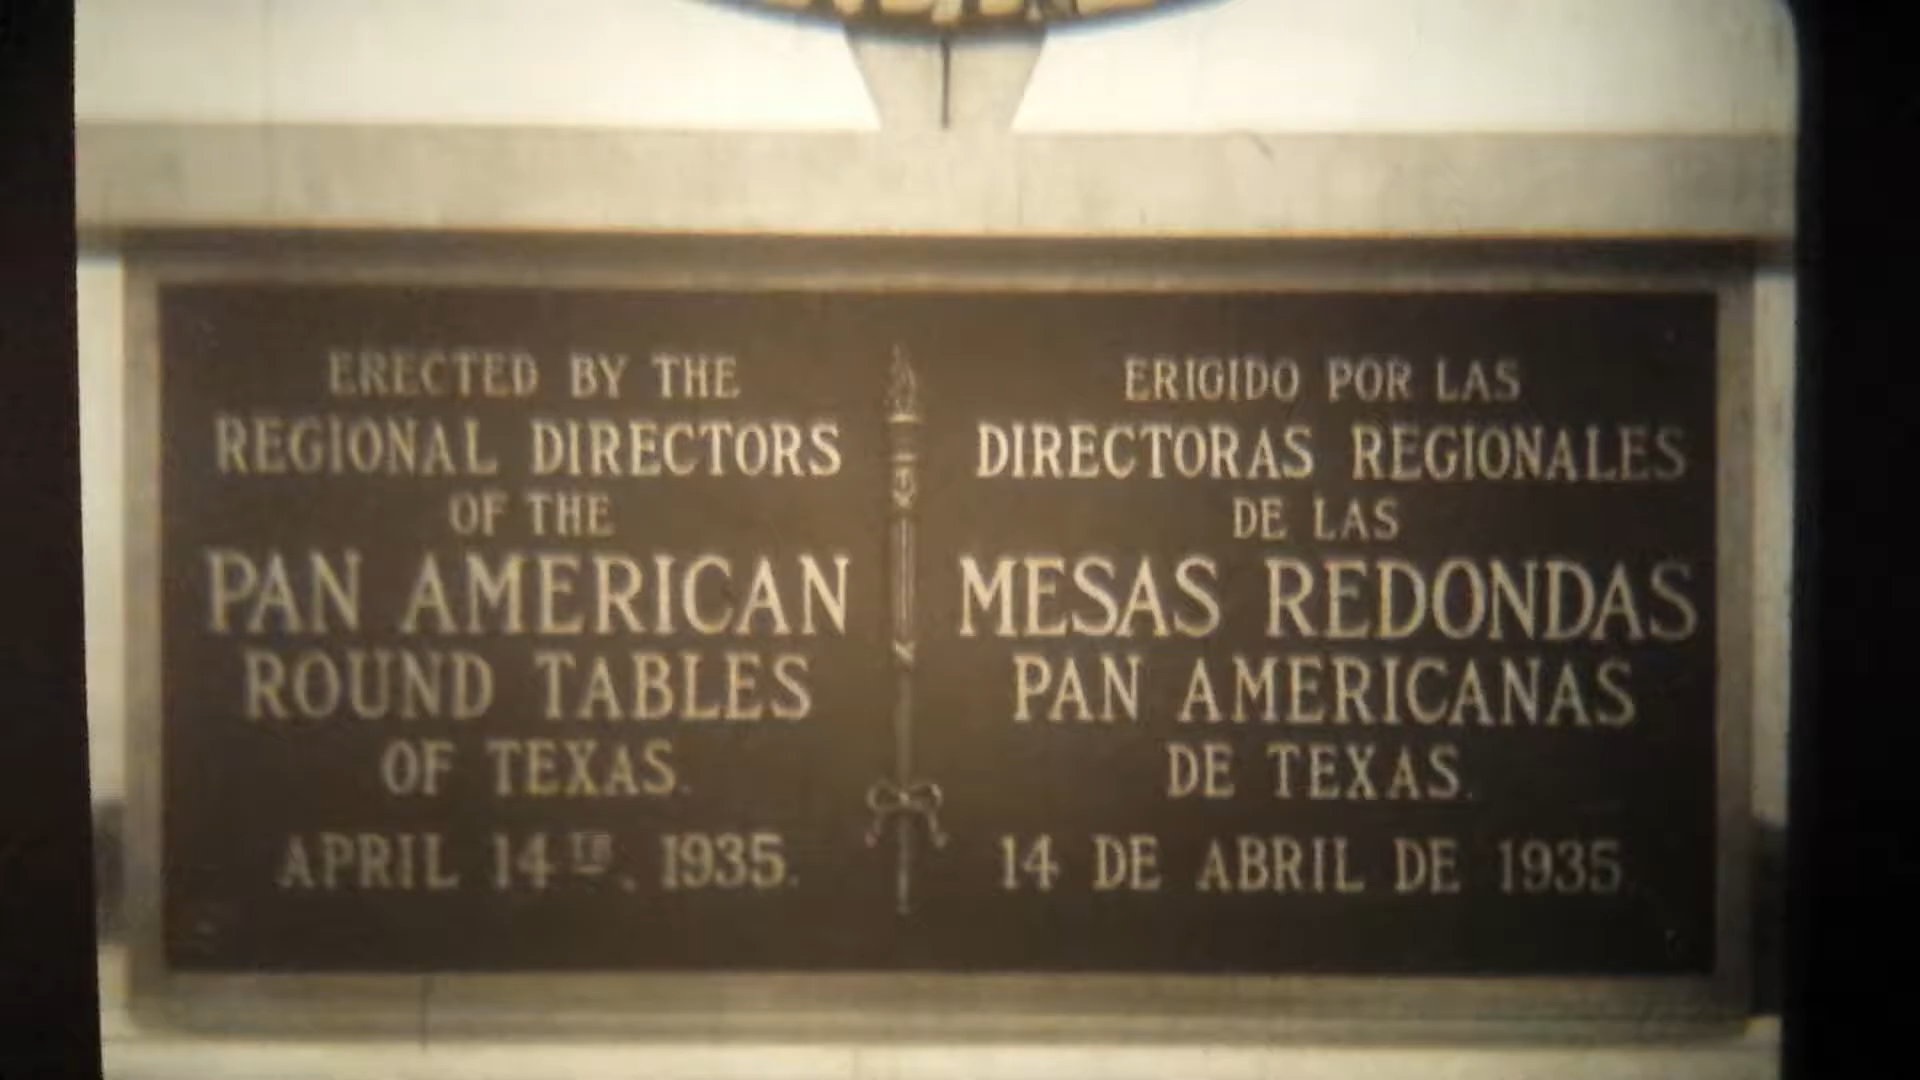 ERECTED BY THE
REGIONAL DIRECTORS
OF THE
PAN AMERICAN
ROUND TABLES
OF TEXAS.
APRIL 14TH, 1935.
ERIGIDO POR LAS
DIRECTORAS REGIONALES
DE LAS
MESAS REDONDAS
PAN AMERICANAS
DE TEXAS.
14 DE ABRIL DE 1935.